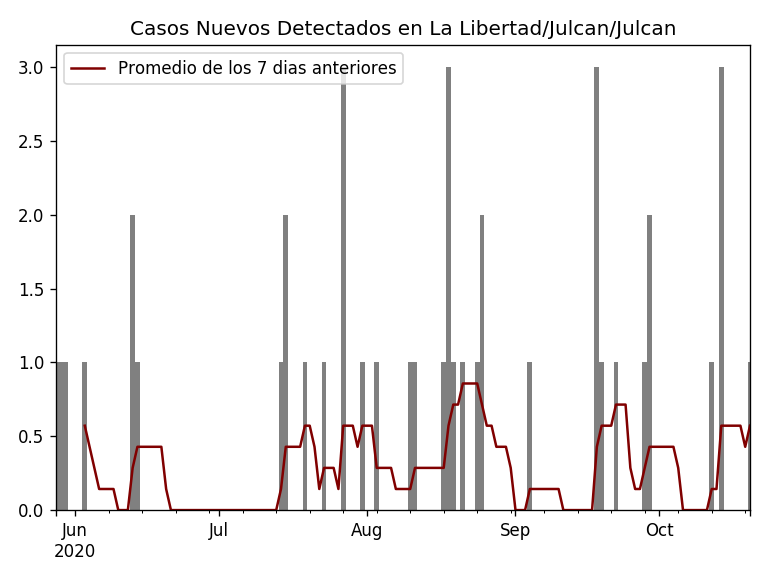 Casos Nuevos Detectados en La Libertad/Julcan/Julcan
Promedio de los 7 dias anteriores
3.0
2.5
2.0
1.5
1.0
0.5
0.0
Jun Jul Aug Sep Oct
2020